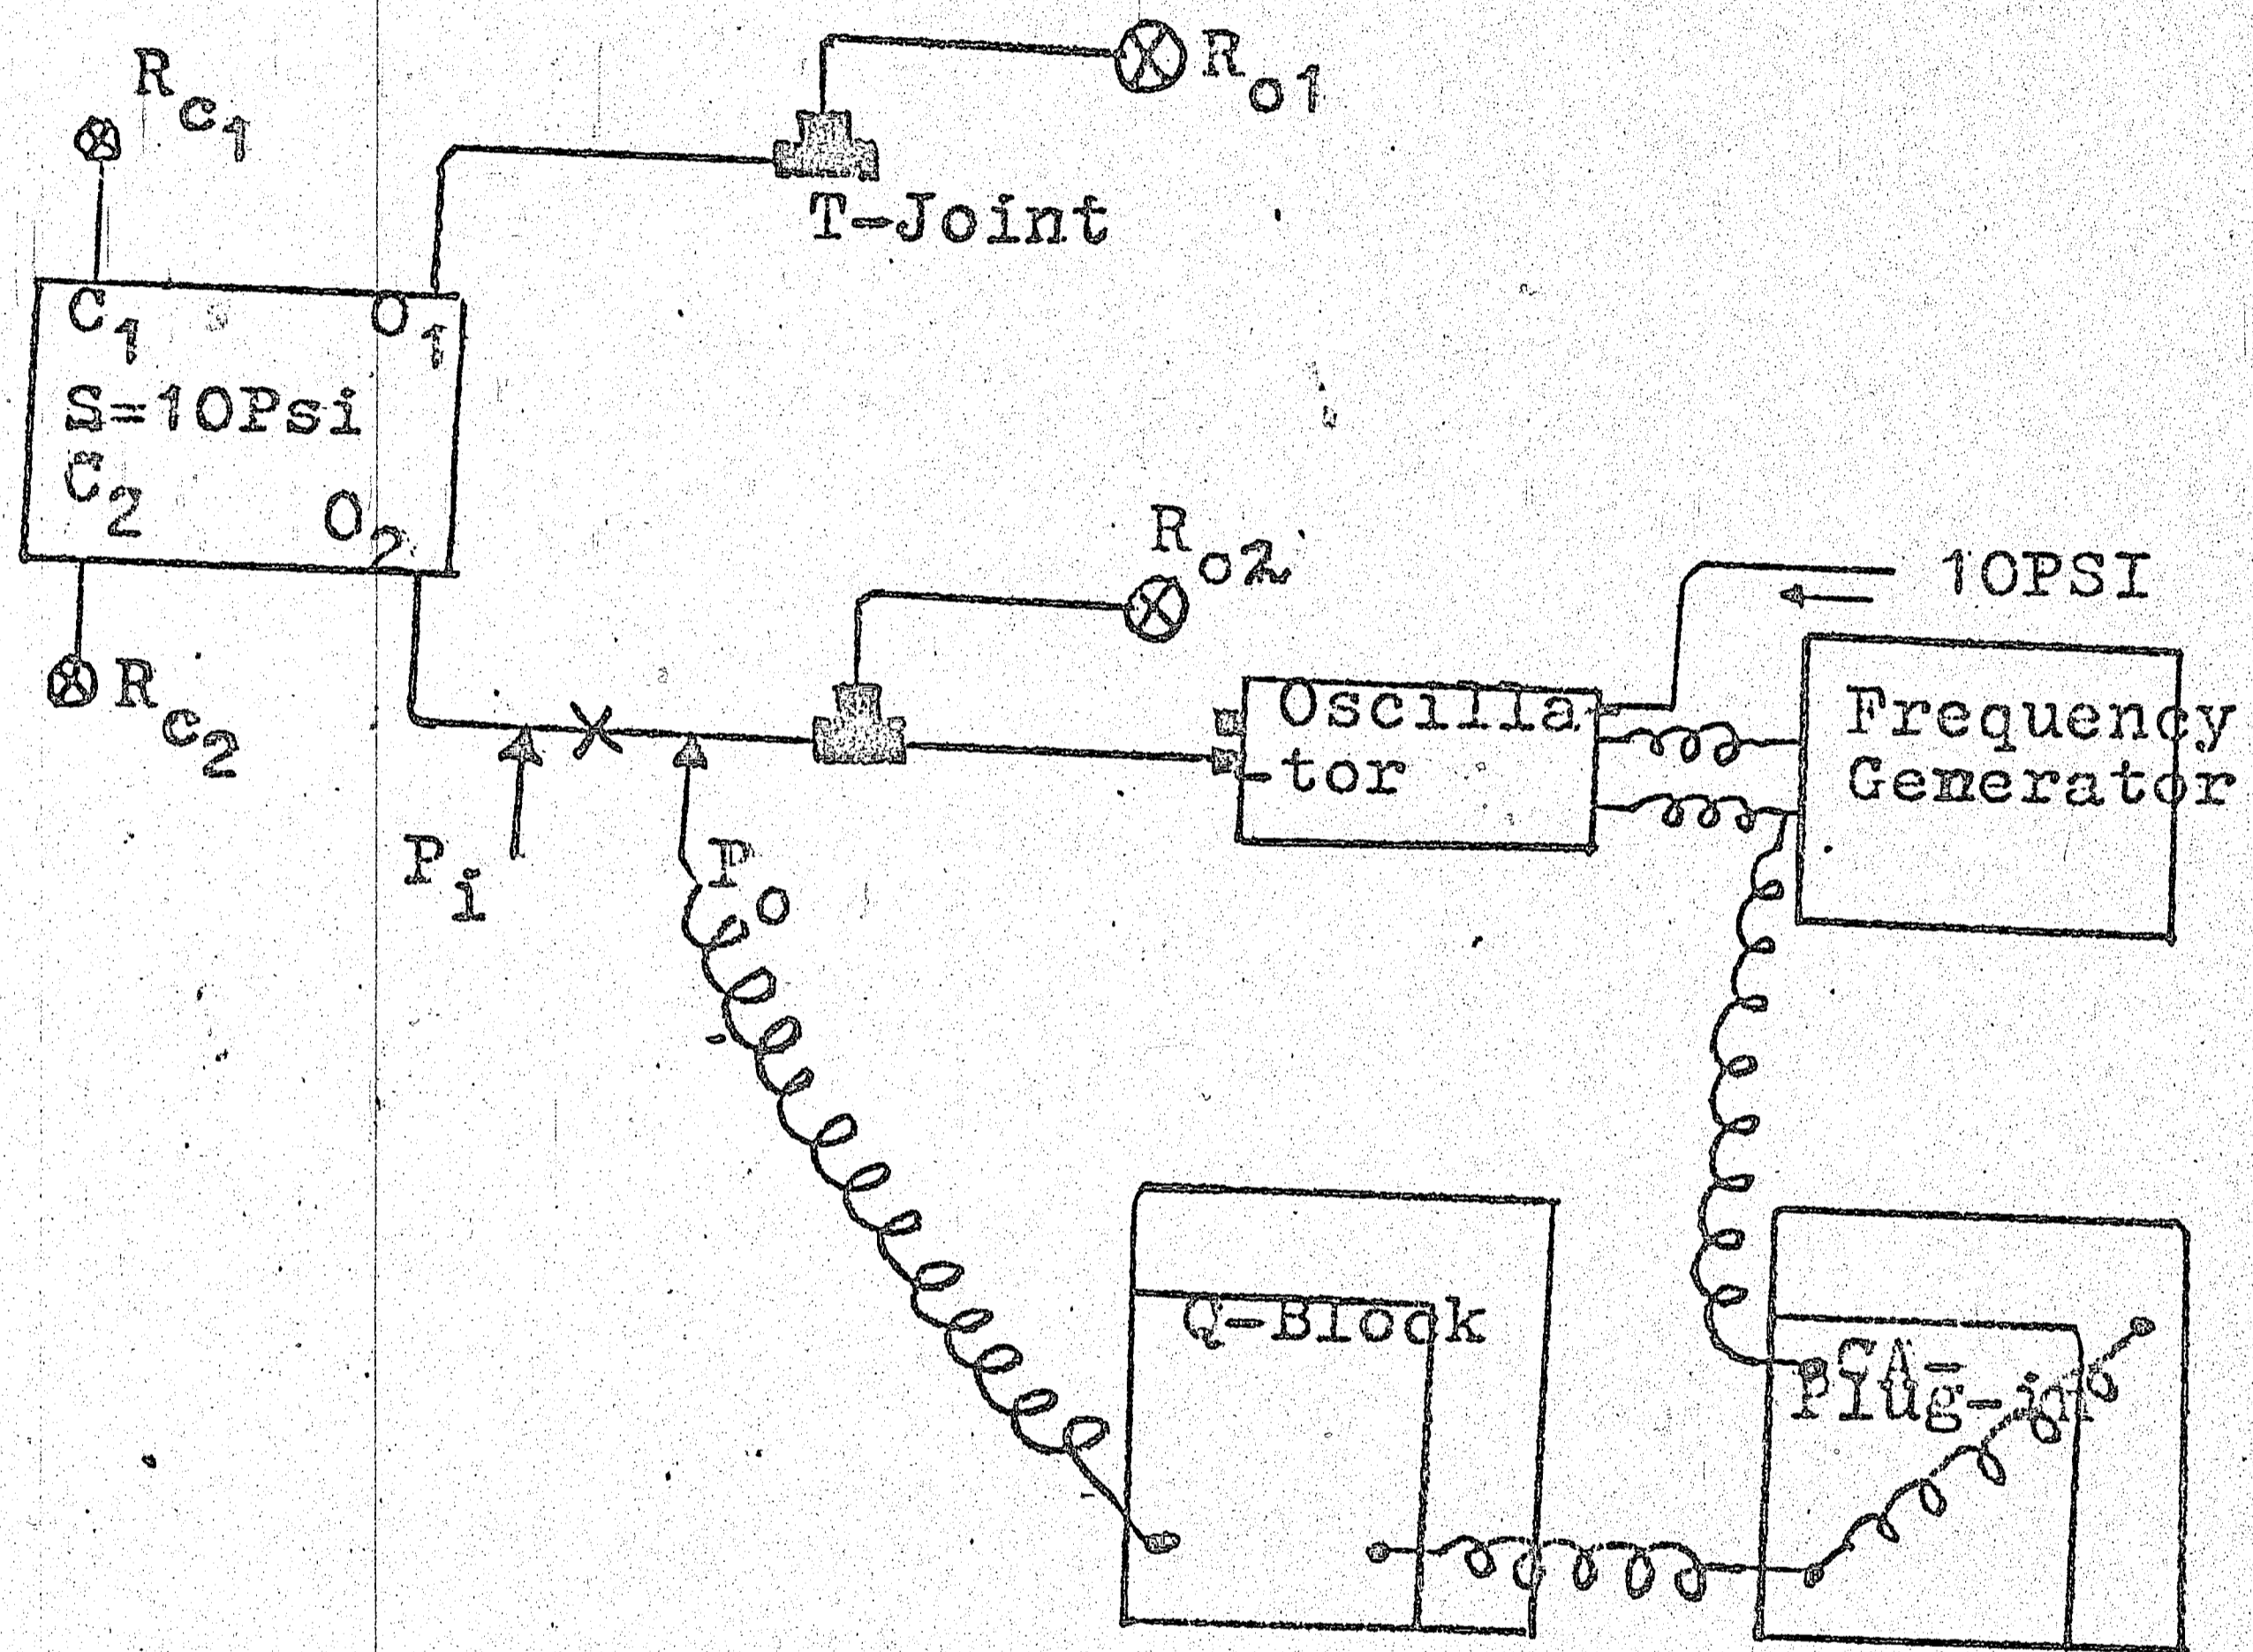 Rc1
Ro1
T-Joint
C1 O1
S=10Psi
C2 O2
Ro2
10PSI
Rc2
Oscilla-
-tor
Frequency
Generator
Pi
Po
Q-Block
CA-
Plug-in